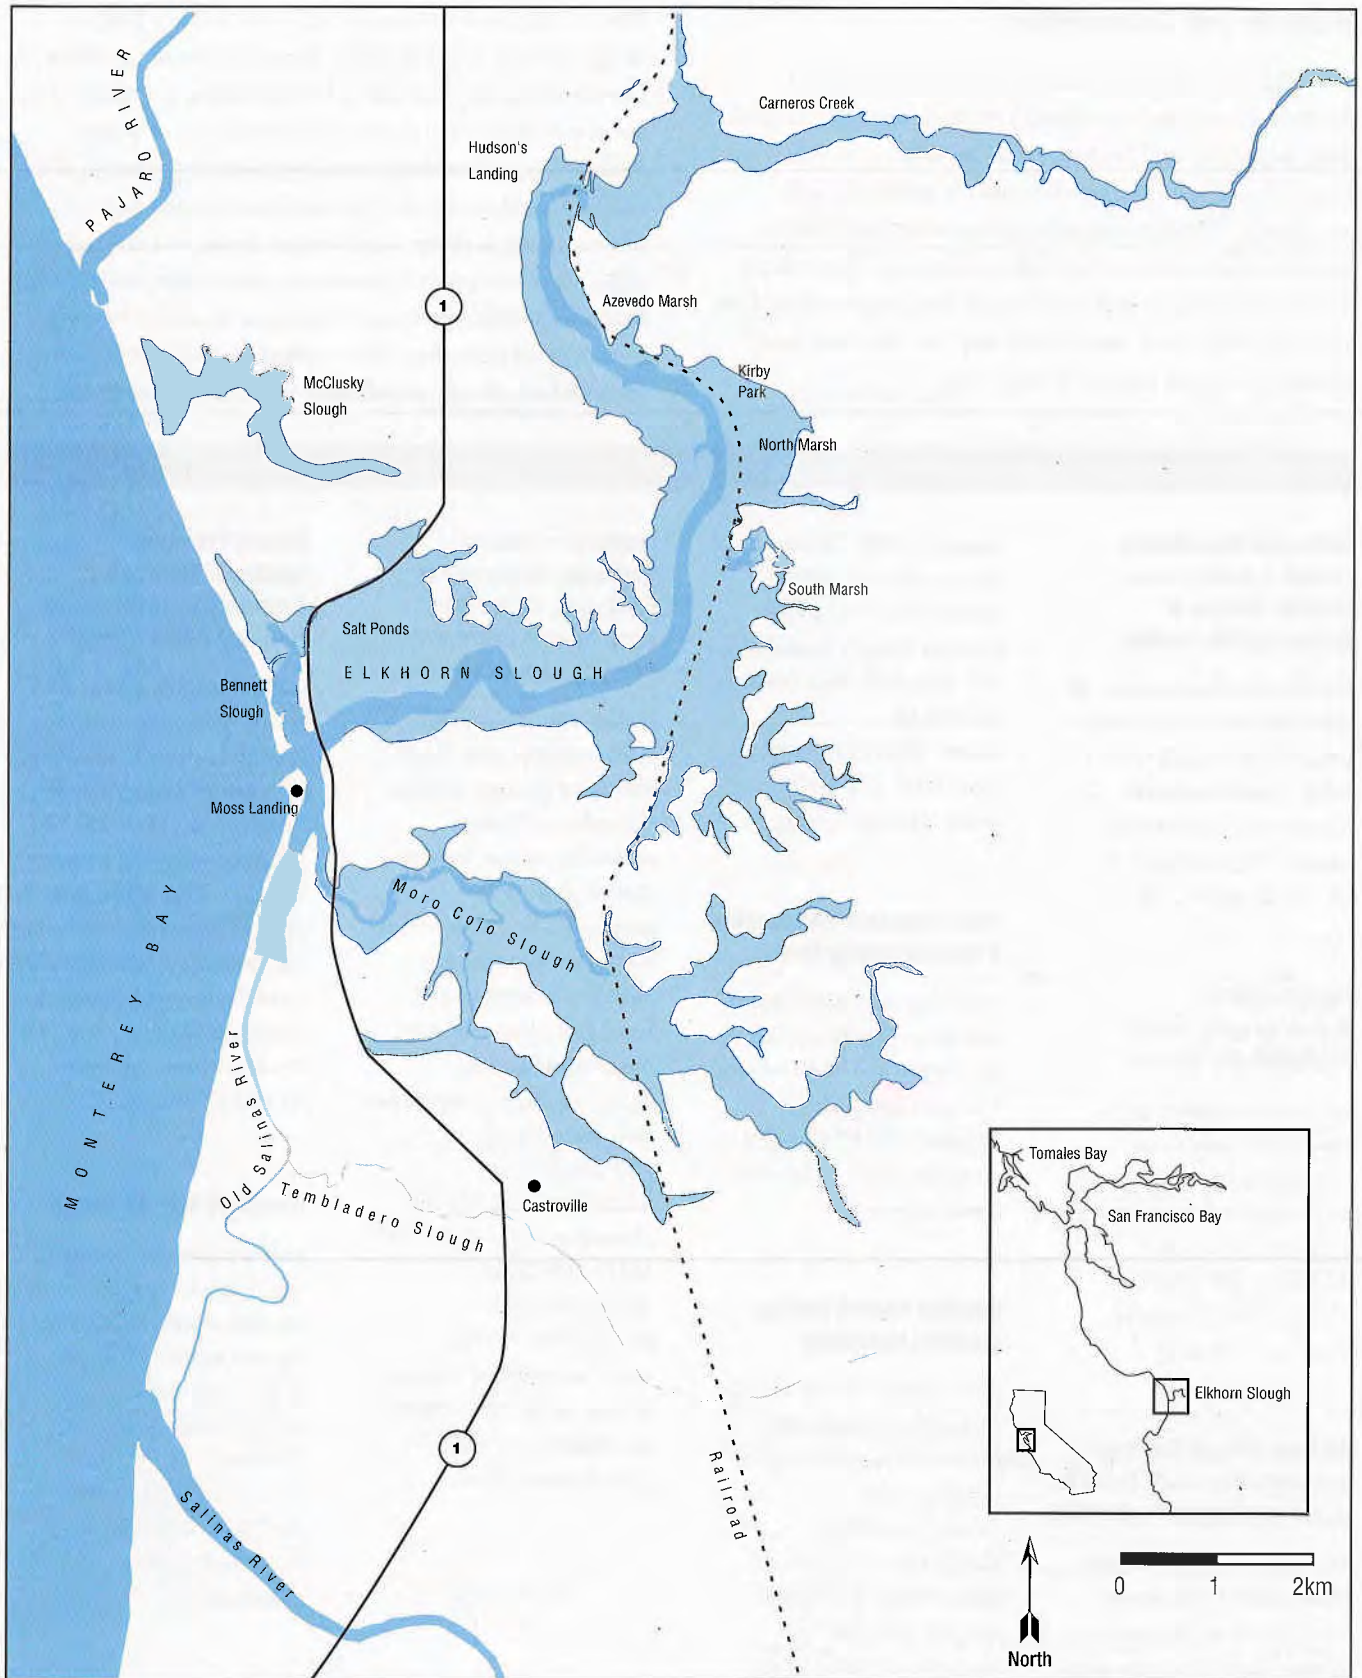 PAJARO RIVER
Carneros Creek
Hudson's
Landing
1
Azevedo Marsh
McClusky
Slough
Kirby
Park
North Marsh
South Marsh
Salt Ponds
ELKHORN SLOUGH
Bennett
Slough
Moss Landing
Moro Cojo Slough
MONTEREY BAY
Old Salinas River
Tembladero Slough
Castroville
Tomales Bay
San Francisco Bay
Elkhorn Slough
1
Railroad
Salinas River
0 1 2km
North